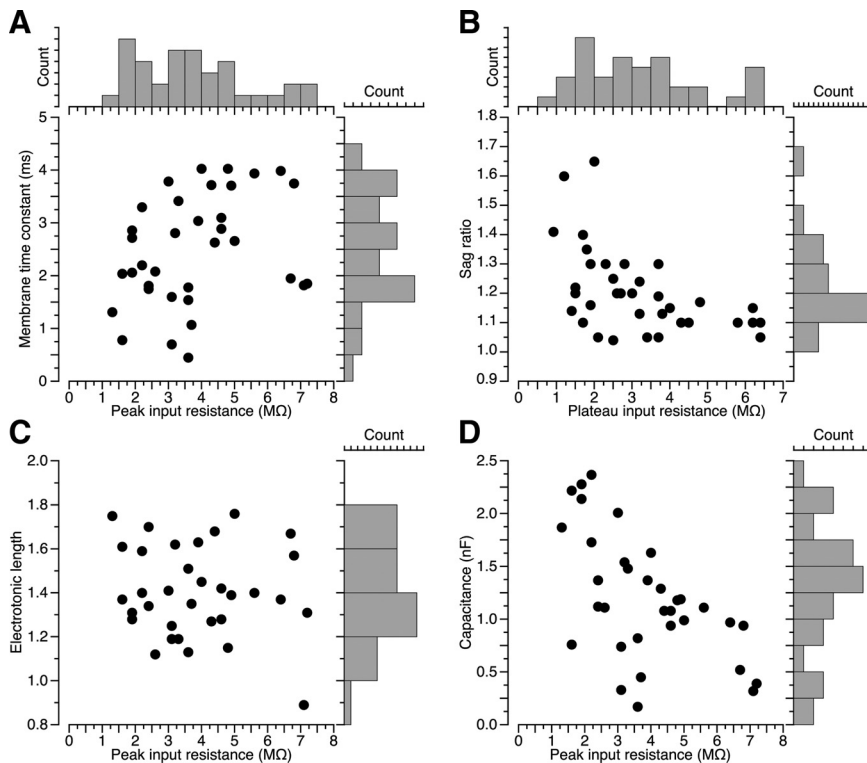 A
Count
Count
5
4
3
2
1
0
Membrane time constant (ms)
0 1 2 3 4 5 6 7 8
Peak input resistance (MΩ)
B
Count
Count
1.8
1.7
1.6
1.5
1.4
1.3
1.2
1.1
1.0
0.9
Sag ratio
0 1 2 3 4 5 6 7
Plateau input resistance (MΩ)
C
Count
2.0
1.8
1.6
1.4
1.2
1.0
0.8
Electrotonic length
0 1 2 3 4 5 6 7 8
Peak input resistance (MΩ)
D
Count
2.5
2.0
1.5
1.0
0.5
0.0
Capacitance (nF)
0 1 2 3 4 5 6 7 8
Peak input resistance (MΩ)